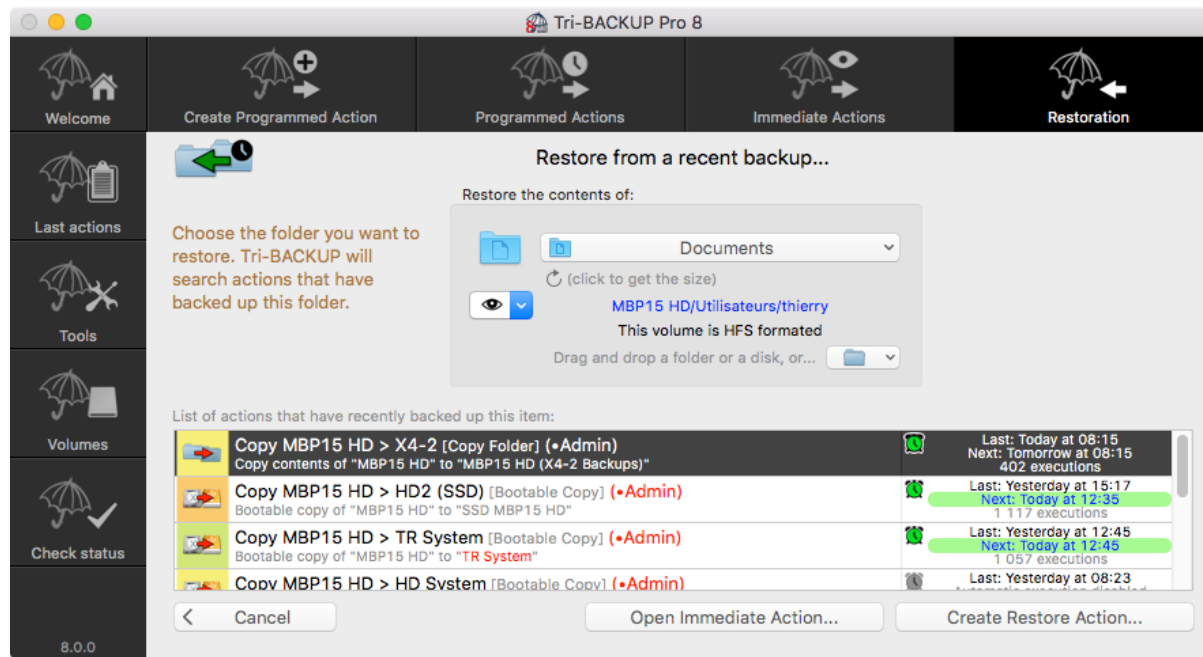 Tri-BACKUP Pro 8
Welcome
Create Programmed Action
Programmed Actions
Immediate Actions
Restoration
Last actions
Tools
Volumes
Check status
8.0.0
Restore from a recent backup...
Choose the folder you want to
restore. Tri-BACKUP will
search actions that have
backed up this folder.
Restore the contents of:
Documents
(click to get the size)
MBP15 HD/Utilisateurs/thierry
This volume is HFS formated
Drag and drop a folder or a disk, or...
List of actions that have recently backed up this item:
Copy MBP15 HD > X4-2 [Copy Folder] (•Admin)
Copy contents of "MBP15 HD" to "MBP15 HD (X4-2 Backups)"
Last: Today at 08:15
Next: Tomorrow at 08:15
402 executions
Copy MBP15 HD > HD2 (SSD) [Bootable Copy] (•Admin)
Bootable copy of "MBP15 HD" to "SSD MBP15 HD"
Last: Yesterday at 15:17
Next: Today at 12:35
1 117 executions
Copy MBP15 HD > TR System [Bootable Copy] (•Admin)
Bootable copy of "MBP15 HD" to "TR System"
Last: Yesterday at 12:45
Next: Today at 12:45
1 057 executions
Copy MBP15 HD > HD System [Bootable Copy] (•Admin)
Last: Yesterday at 08:23
Automatic execution disabled
Cancel
Open Immediate Action...
Create Restore Action...